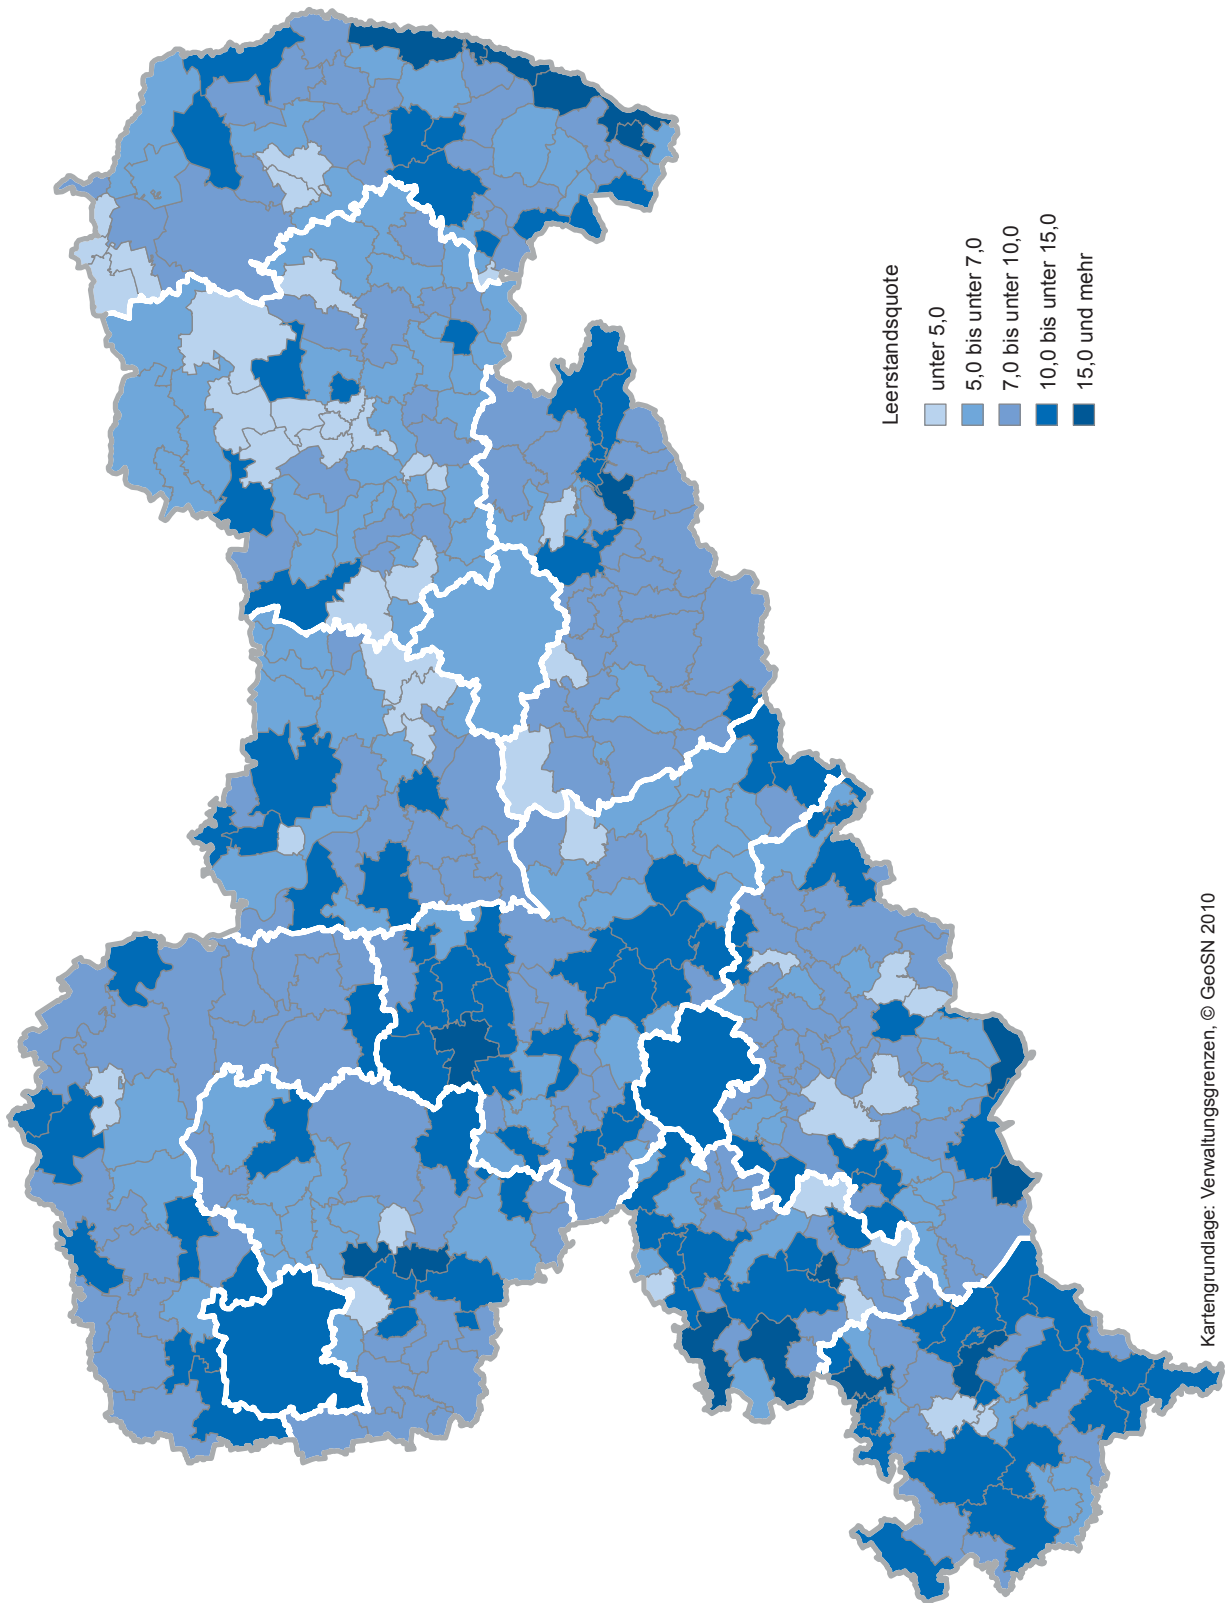 Leerstandsquote
unter 5,0
5,0 bis unter 7,0
7,0 bis unter 10,0
10,0 bis unter 15,0
15,0 und mehr
Kartengrundlage: Verwaltungsgrenzen, © GeoSN 2010